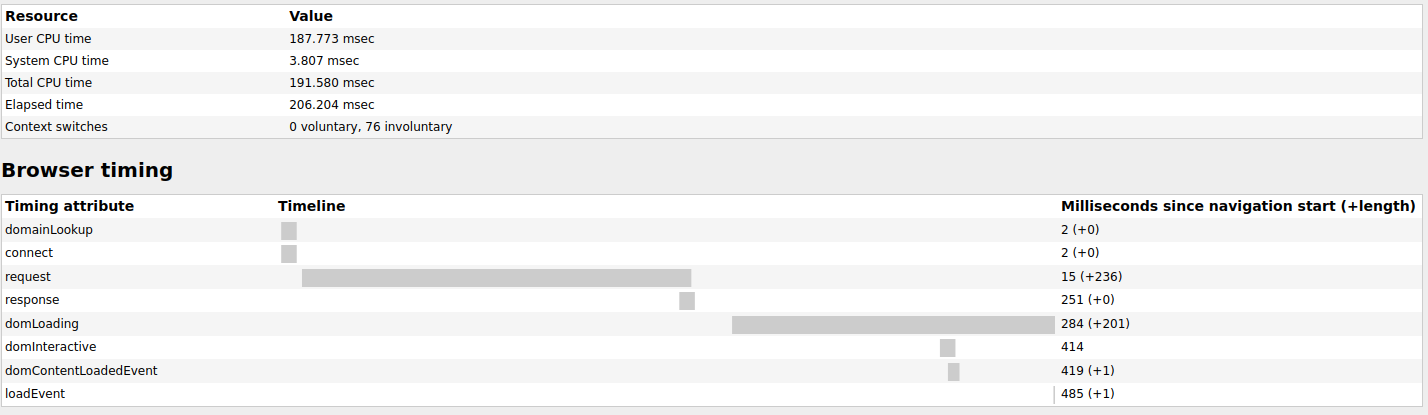 Resource Value
User CPU time 187.773 msec
System CPU time 3.807 msec
Total CPU time 191.580 msec
Elapsed time 206.204 msec
Context switches 0 voluntary, 76 involuntary
Browser timing
Timing attribute Timeline Milliseconds since navigation start (+length)
domainLookup 2 (+0)
connect 2 (+0)
request 15 (+236)
response 251 (+0)
domLoading 284 (+201)
domInteractive 414
domContentLoadedEvent 419 (+1)
loadEvent 485 (+1)